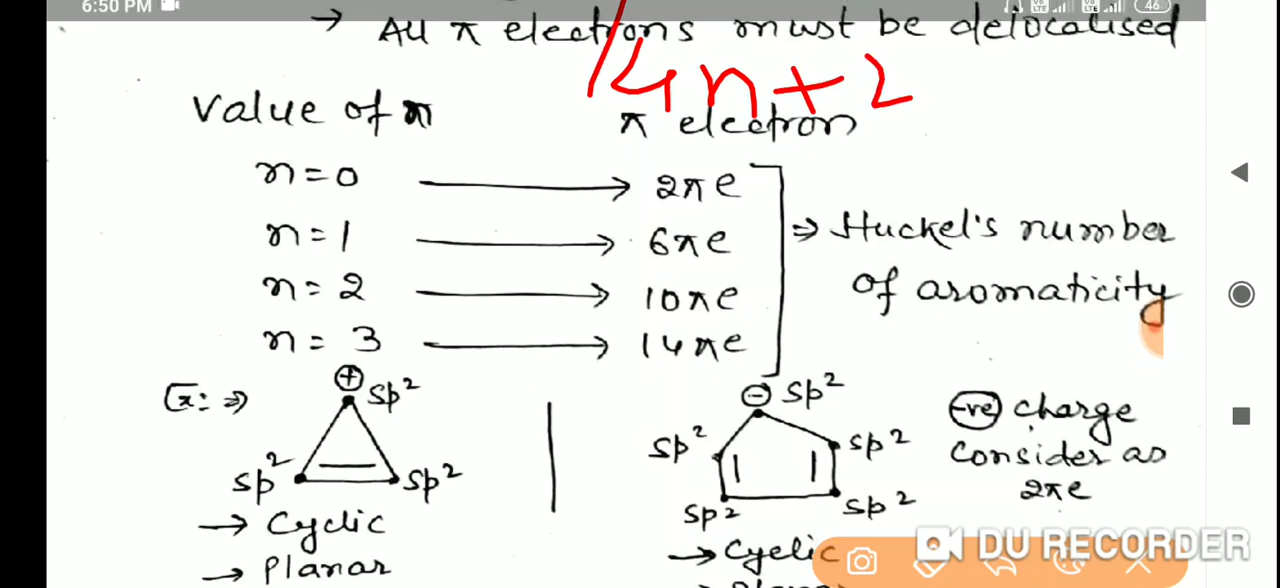 6:50 PM
46
→ All π electrons must be delocalised
4n+2
Value of n π electron
n=0 → 2πe
n=1 → 6πe
n=2 → 10πe
n=3 → 14πe
⇒ Huckel's number
of aromaticity
Ex: ⇒
⊕ sp²
sp² sp²
→ Cyclic
→ Planar
⊖ sp²
sp² sp²
sp² sp²
→ Cyclic
-ve charge
consider as
2πe
DU RECORDER